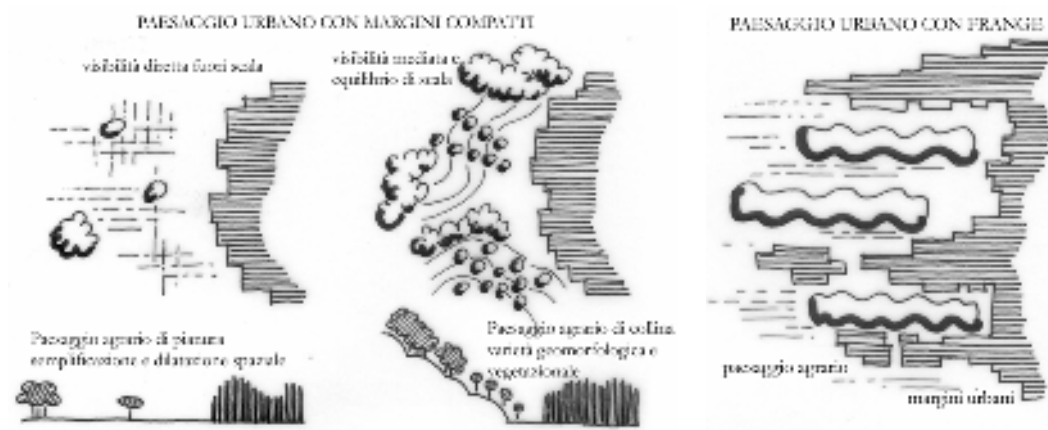 PAESAGGIO URBANO CON MARGINI COMPATTI
visibilità diretta fuori scala
visibilità mediata e
equilibrio di scala
Paesaggio agrario di pianura
semplificazione e dilatazione spaziale
Paesaggio agrario di collina
varietà geomorfologica e
vegetazionale
PAESAGGIO URBANO CON FRANGE
paesaggio agrario
margini urbani